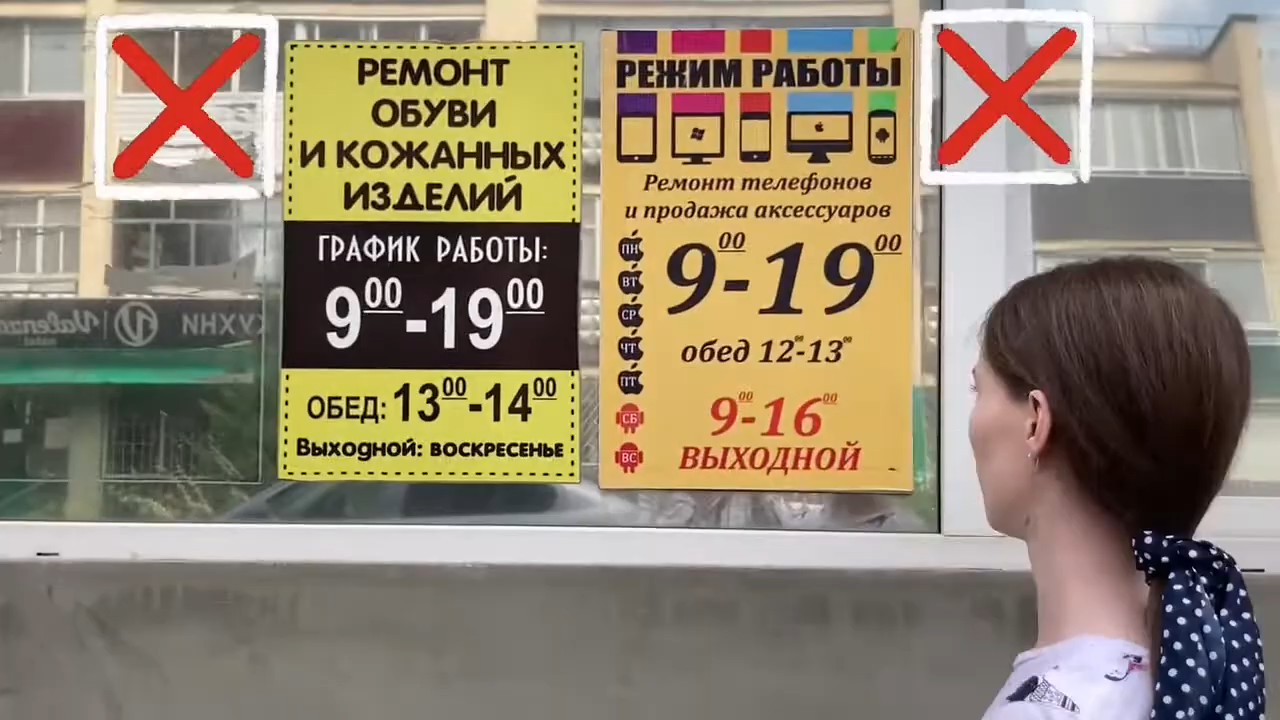 РЕМОНТ
ОБУВИ
И КОЖАННЫХ
ИЗДЕЛИЙ
ГРАФИК РАБОТЫ:
9⁰⁰-19⁰⁰
ОБЕД: 13⁰⁰-14⁰⁰
Выходной: воскресенье
РЕЖИМ РАБОТЫ
Ремонт телефонов
и продажа аксессуаров
ПН
ВТ
СР
ЧТ
ПТ
9⁰⁰-19⁰⁰
обед 12⁰⁰-13⁰⁰
СБ 9⁰⁰-16⁰⁰
ВС ВЫХОДНОЙ
Valenza
КУХНИ